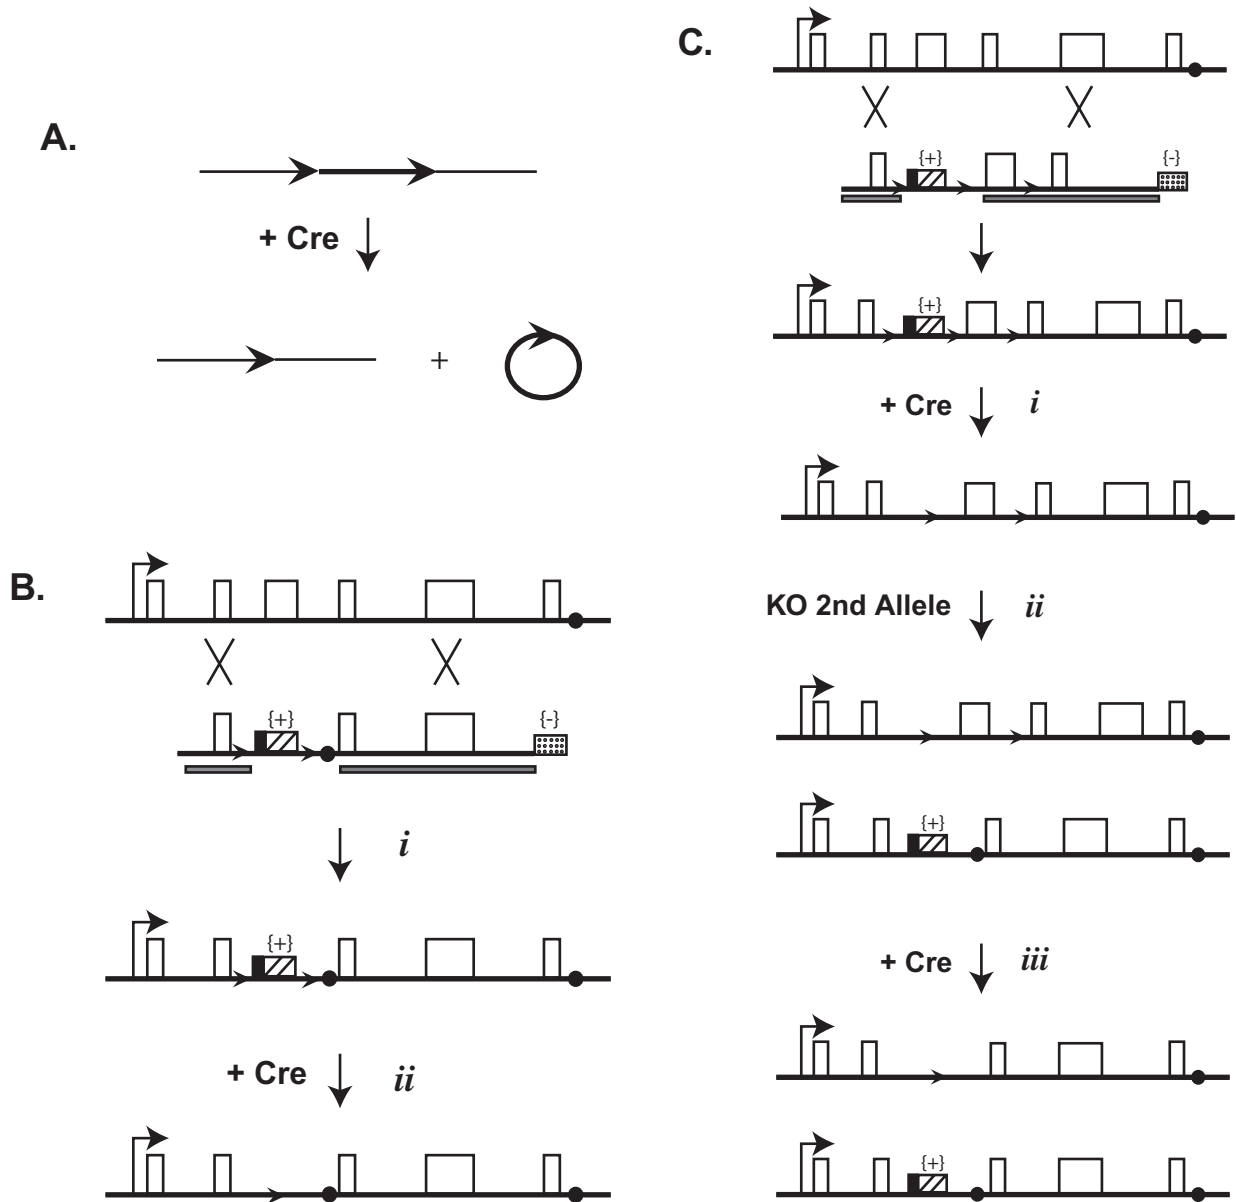 A.
+ Cre
+
B.
{+}
{-}
i
{+}
+ Cre
ii
C.
{+}
{-}
{+}
+ Cre
i
KO 2nd Allele
ii
{+}
+ Cre
iii
{+}